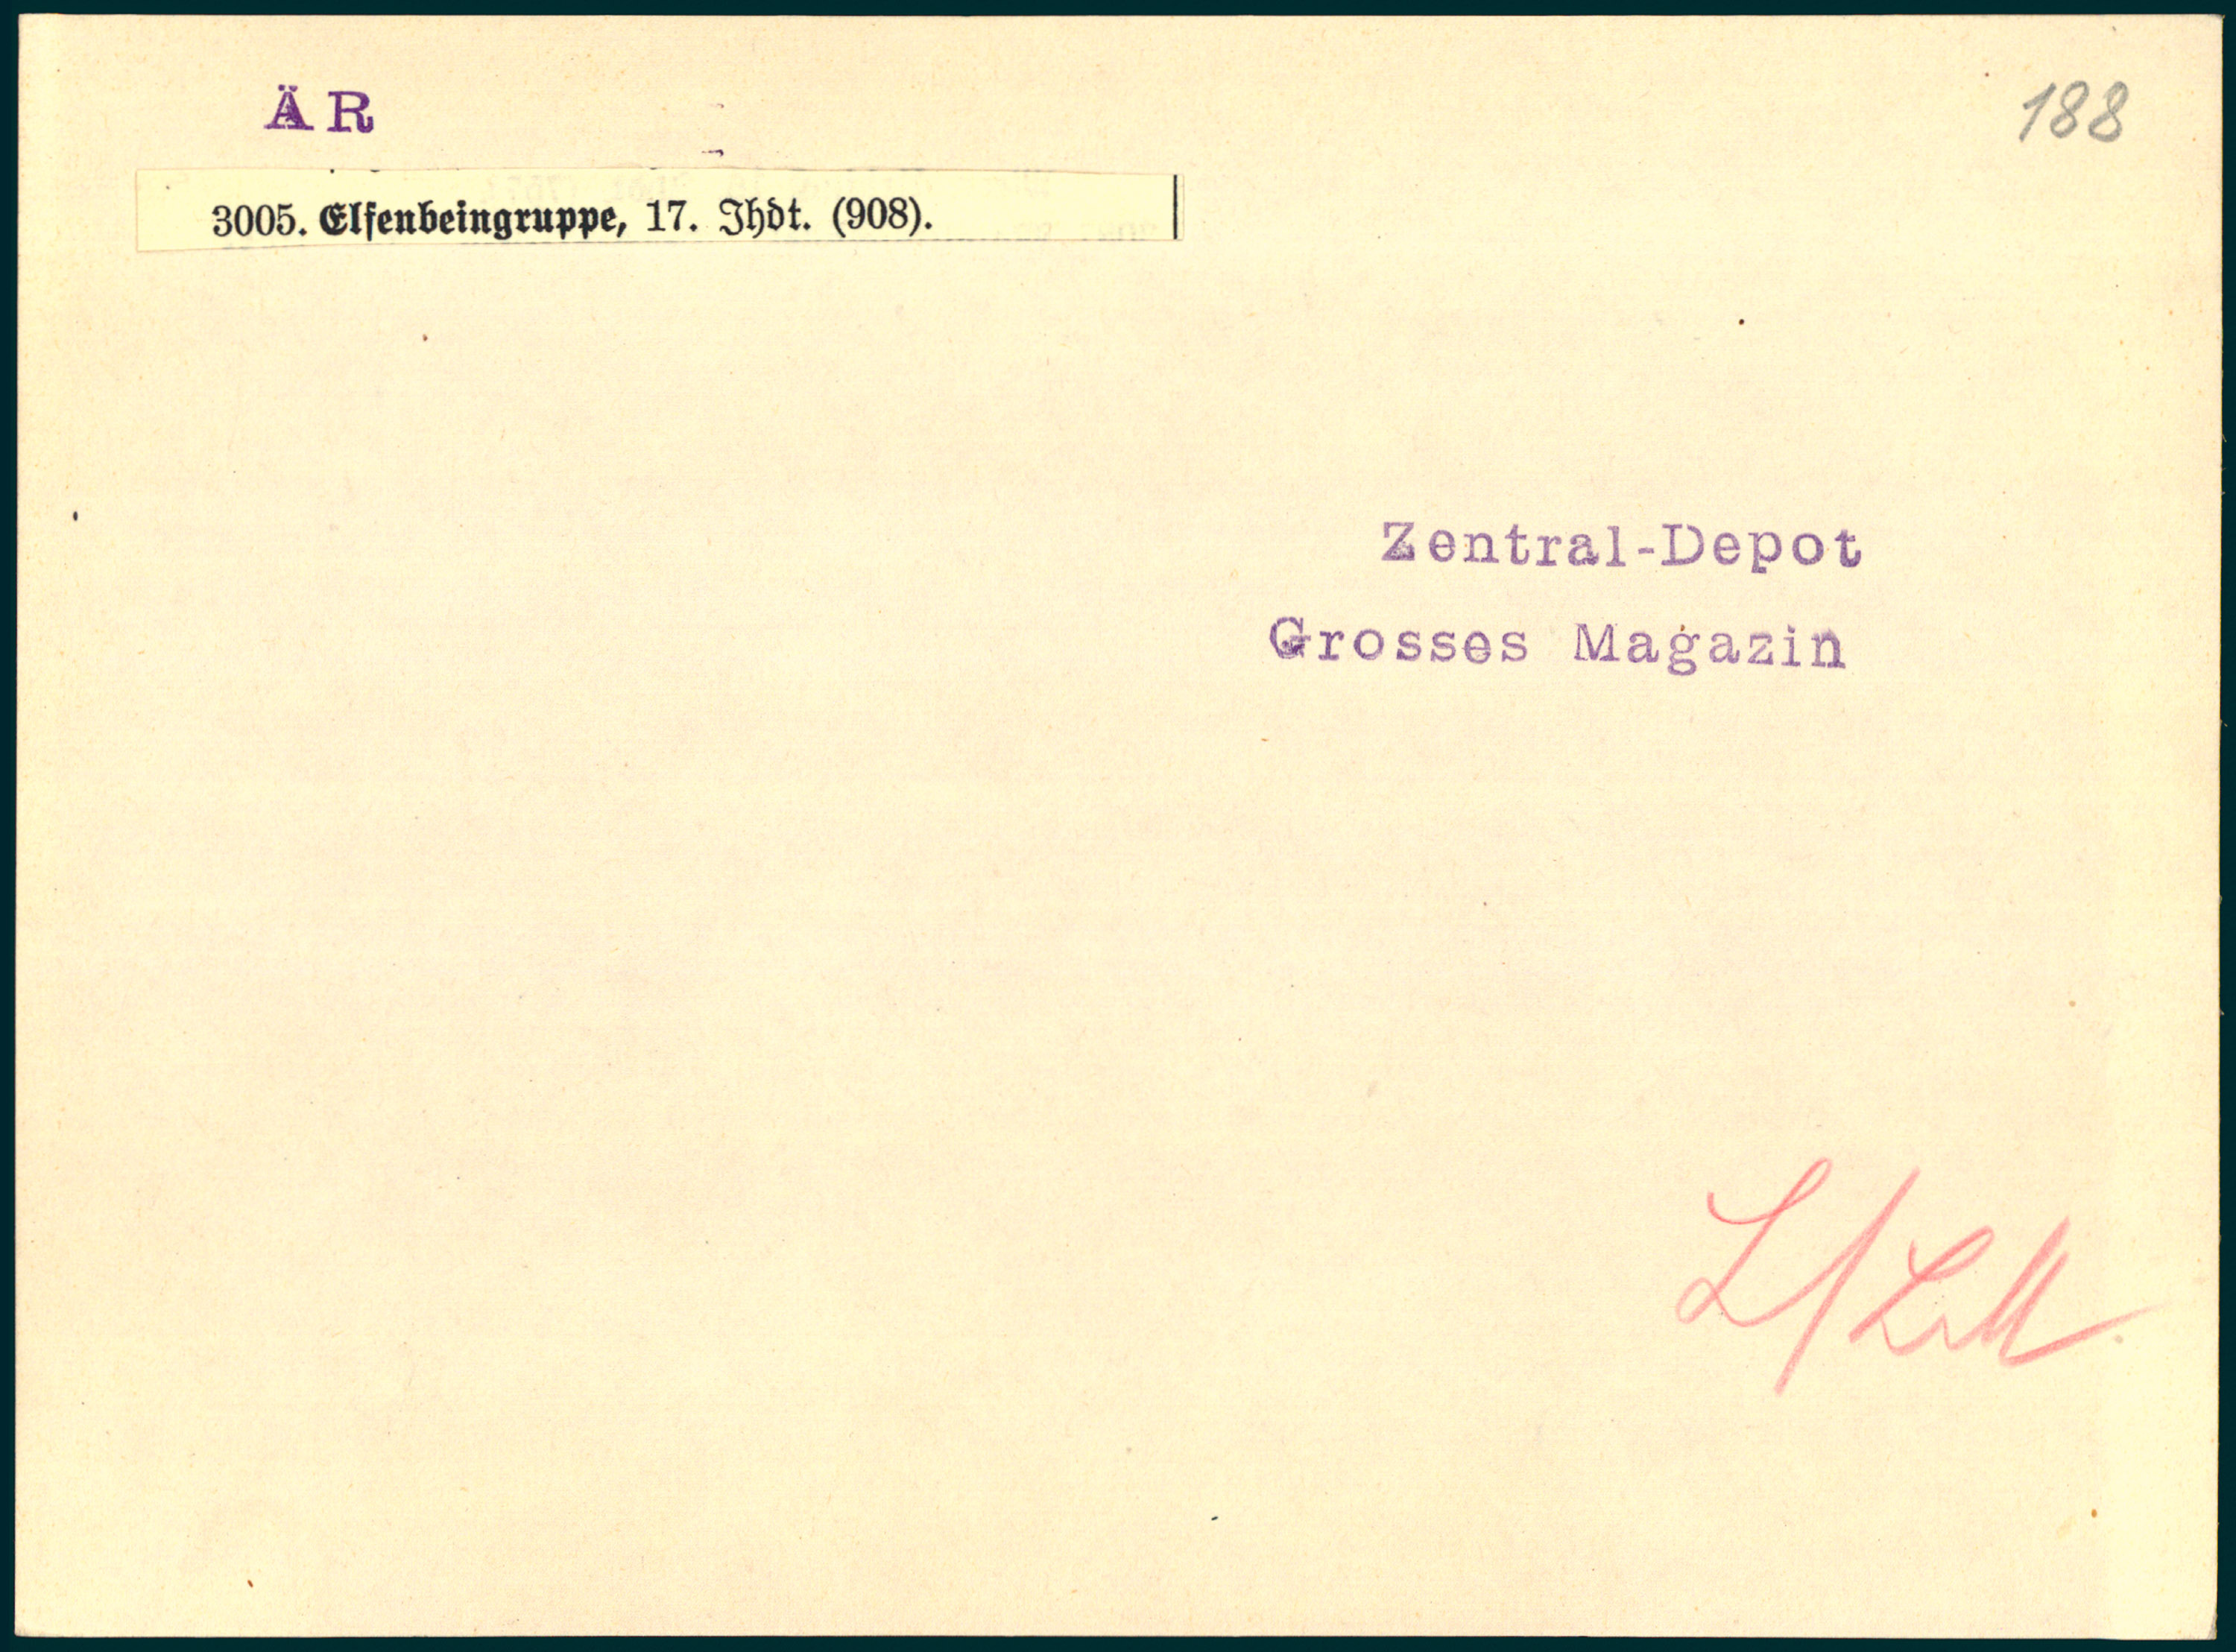 ÄR
188
3005. Elfenbeingruppe, 17. Jhdt. (908).
Zentral-Depot
Grosses Magazin